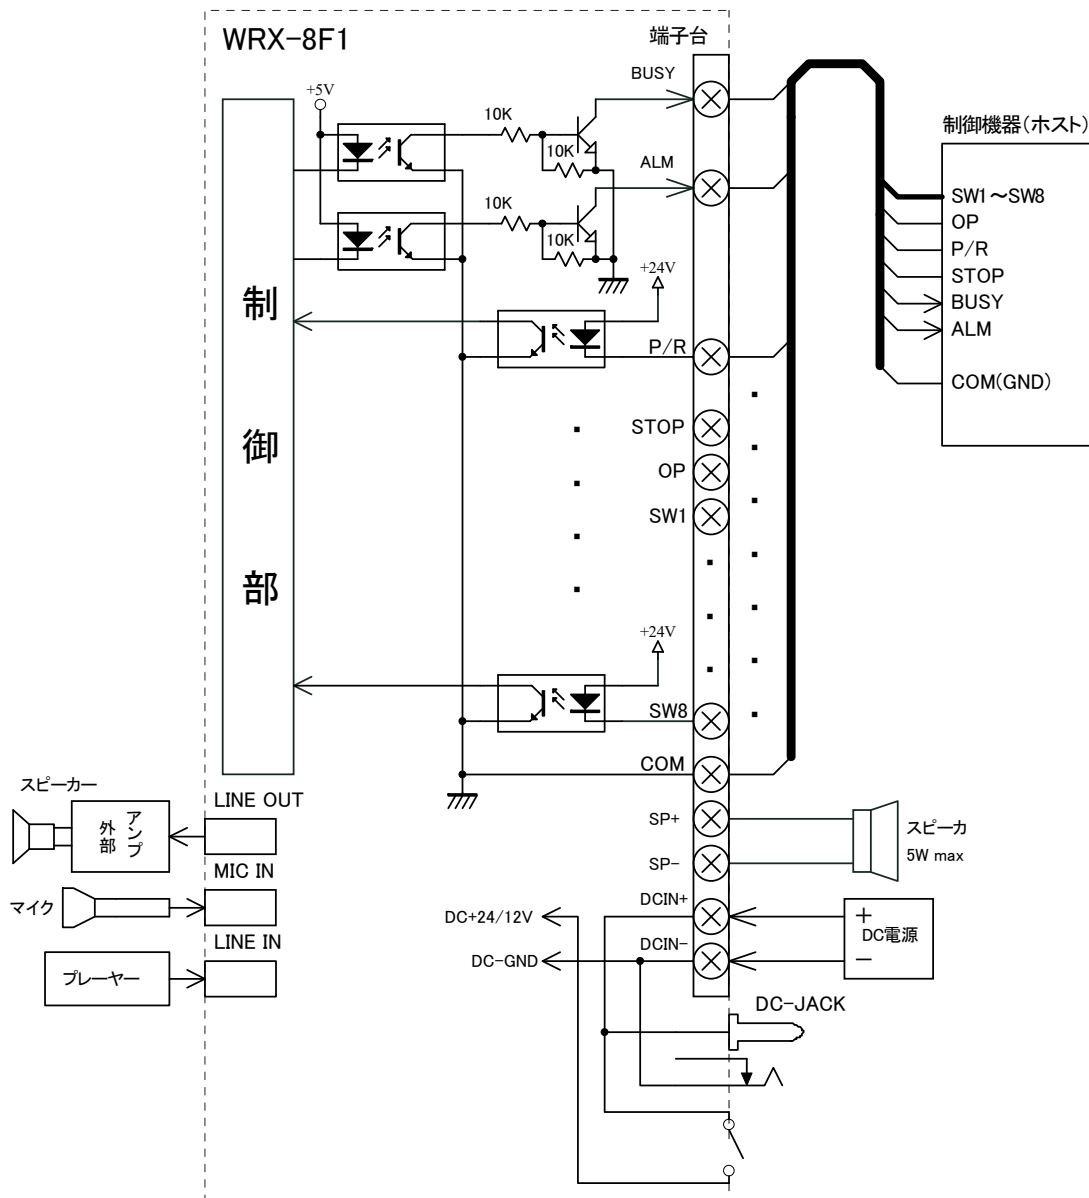 WRX-8F1
端子台
BUSY
+5V
10K
10K
ALM
10K
10K
+24V
P/R
STOP
OP
SW1
+24V
SW8
COM
SP+
SP-
DCIN+
DCIN-
DC+24/12V
DC-GND
DC-JACK
制
御
部
制御機器(ホスト)
SW1～SW8
OP
P/R
STOP
BUSY
ALM
COM(GND)
スピーカー
外部
アンプ
LINE OUT
MIC IN
マイク
LINE IN
プレーヤー
スピーカ
5W max
+
DC電源
-